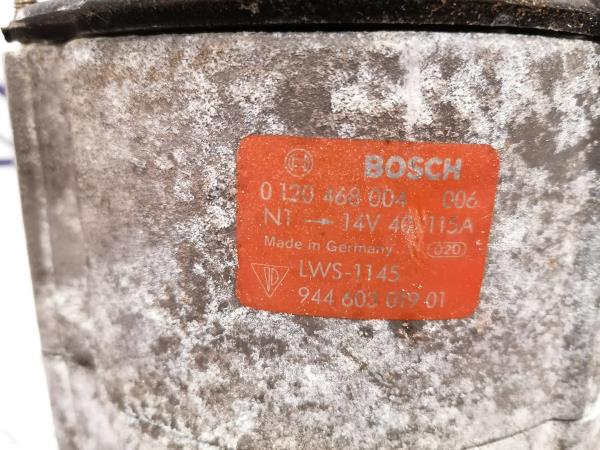 BOSCH
0 120 468 004 006
N1 → 14V 40/115A
Made in Germany 020
LWS-1145
944 603 019 01